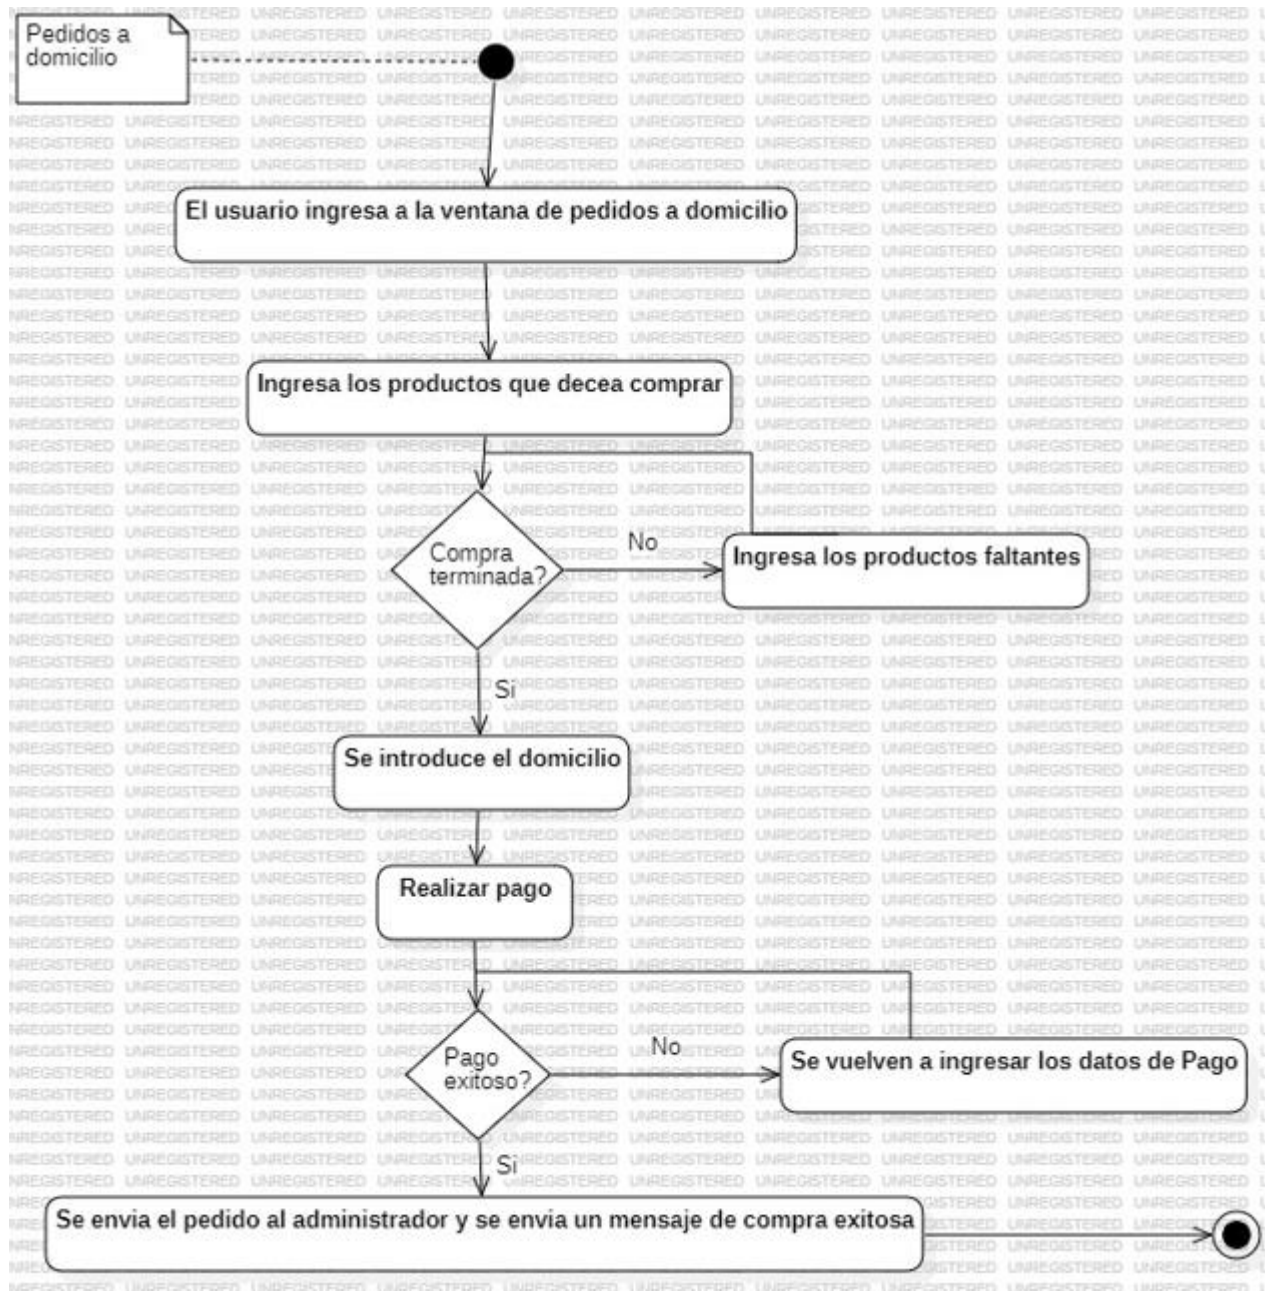 Pedidos a
domicilio
El usuario ingresa a la ventana de pedidos a domicilio
Ingresa los productos que decea comprar
Compra
terminada?
No
Ingresa los productos faltantes
Si
Se introduce el domicilio
Realizar pago
Pago
exitoso?
No
Se vuelven a ingresar los datos de Pago
Si
Se envia el pedido al administrador y se envia un mensaje de compra exitosa
UNREGISTERED